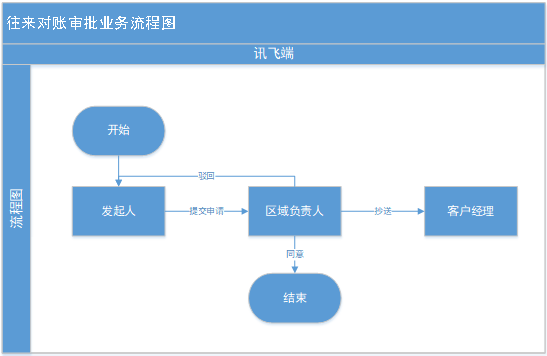 往来对账审批业务流程图
讯飞端
流程图
开始
驳回
发起人
提交申请
区域负责人
抄送
客户经理
同意
结束